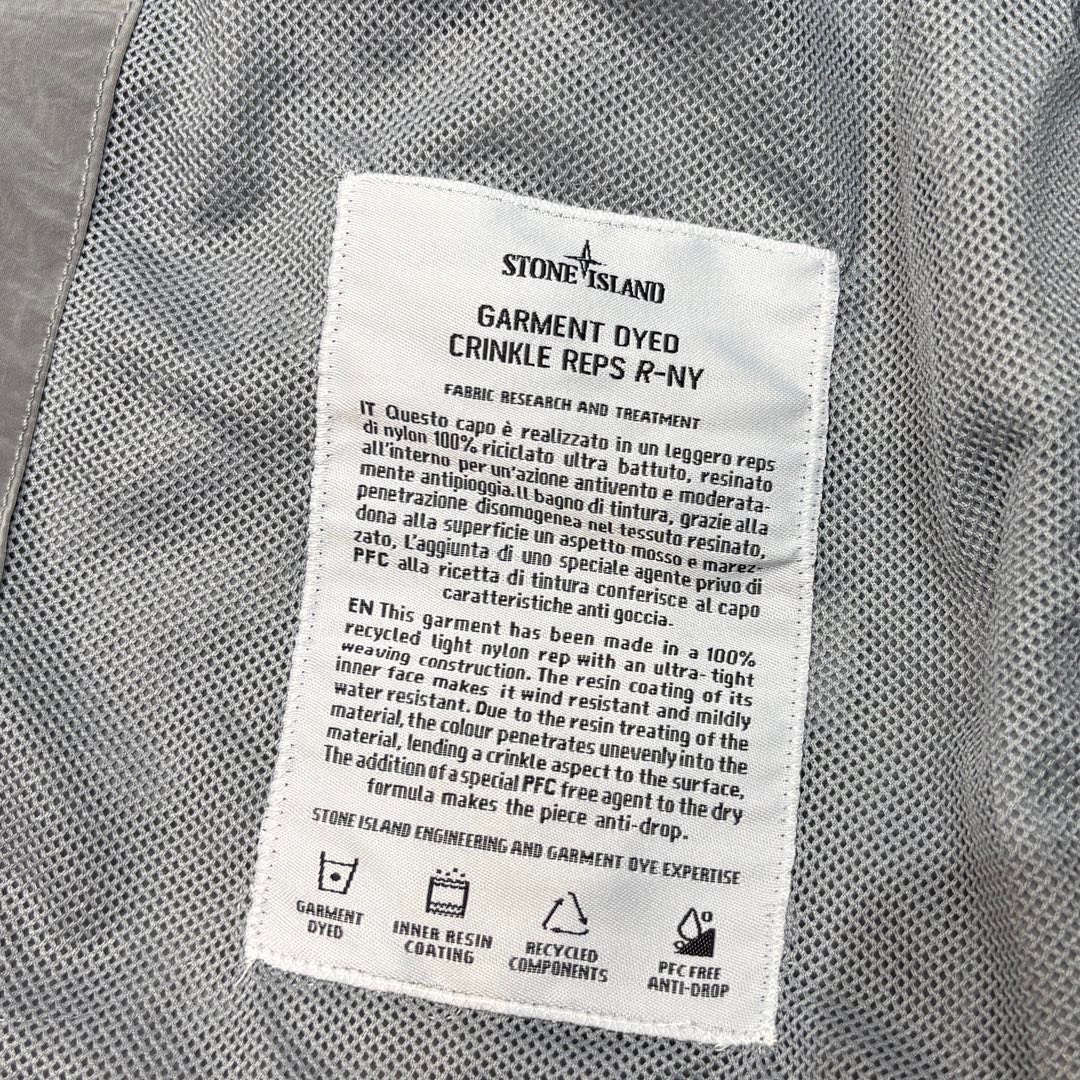 STONE ISLAND
GARMENT DYED
CRINKLE REPS R-NY
FABRIC RESEARCH AND TREATMENT
IT Questo capo è realizzato in un leggero reps
di nylon 100% riciclato ultra battuto, resinato
all'interno per un'azione antivento e moderata-
mente antipioggia.Il bagno di tintura, grazie alla
penetrazione disomogenea nel tessuto resinato,
dona alla superficie un aspetto mosso e marez-
zato, L'aggiunta di uno speciale agente privo di
PFC alla ricetta di tintura conferisce al capo
caratteristiche anti goccia.
EN This garment has been made in a 100%
recycled light nylon rep with an ultra-tight
weaving construction. The resin coating of its
inner face makes it wind resistant and mildly
water resistant. Due to the resin treating of the
material, the colour penetrates unevenly into the
material, lending a crinkle aspect to the surface,
The addition of a special PFC free agent to the dry
formula makes the piece anti-drop.
STONE ISLAND ENGINEERING AND GARMENT DYE EXPERTISE
GARMENT
DYED
INNER RESIN
COATING
RECYCLED
COMPONENTS
PFC FREE
ANTI-DROP